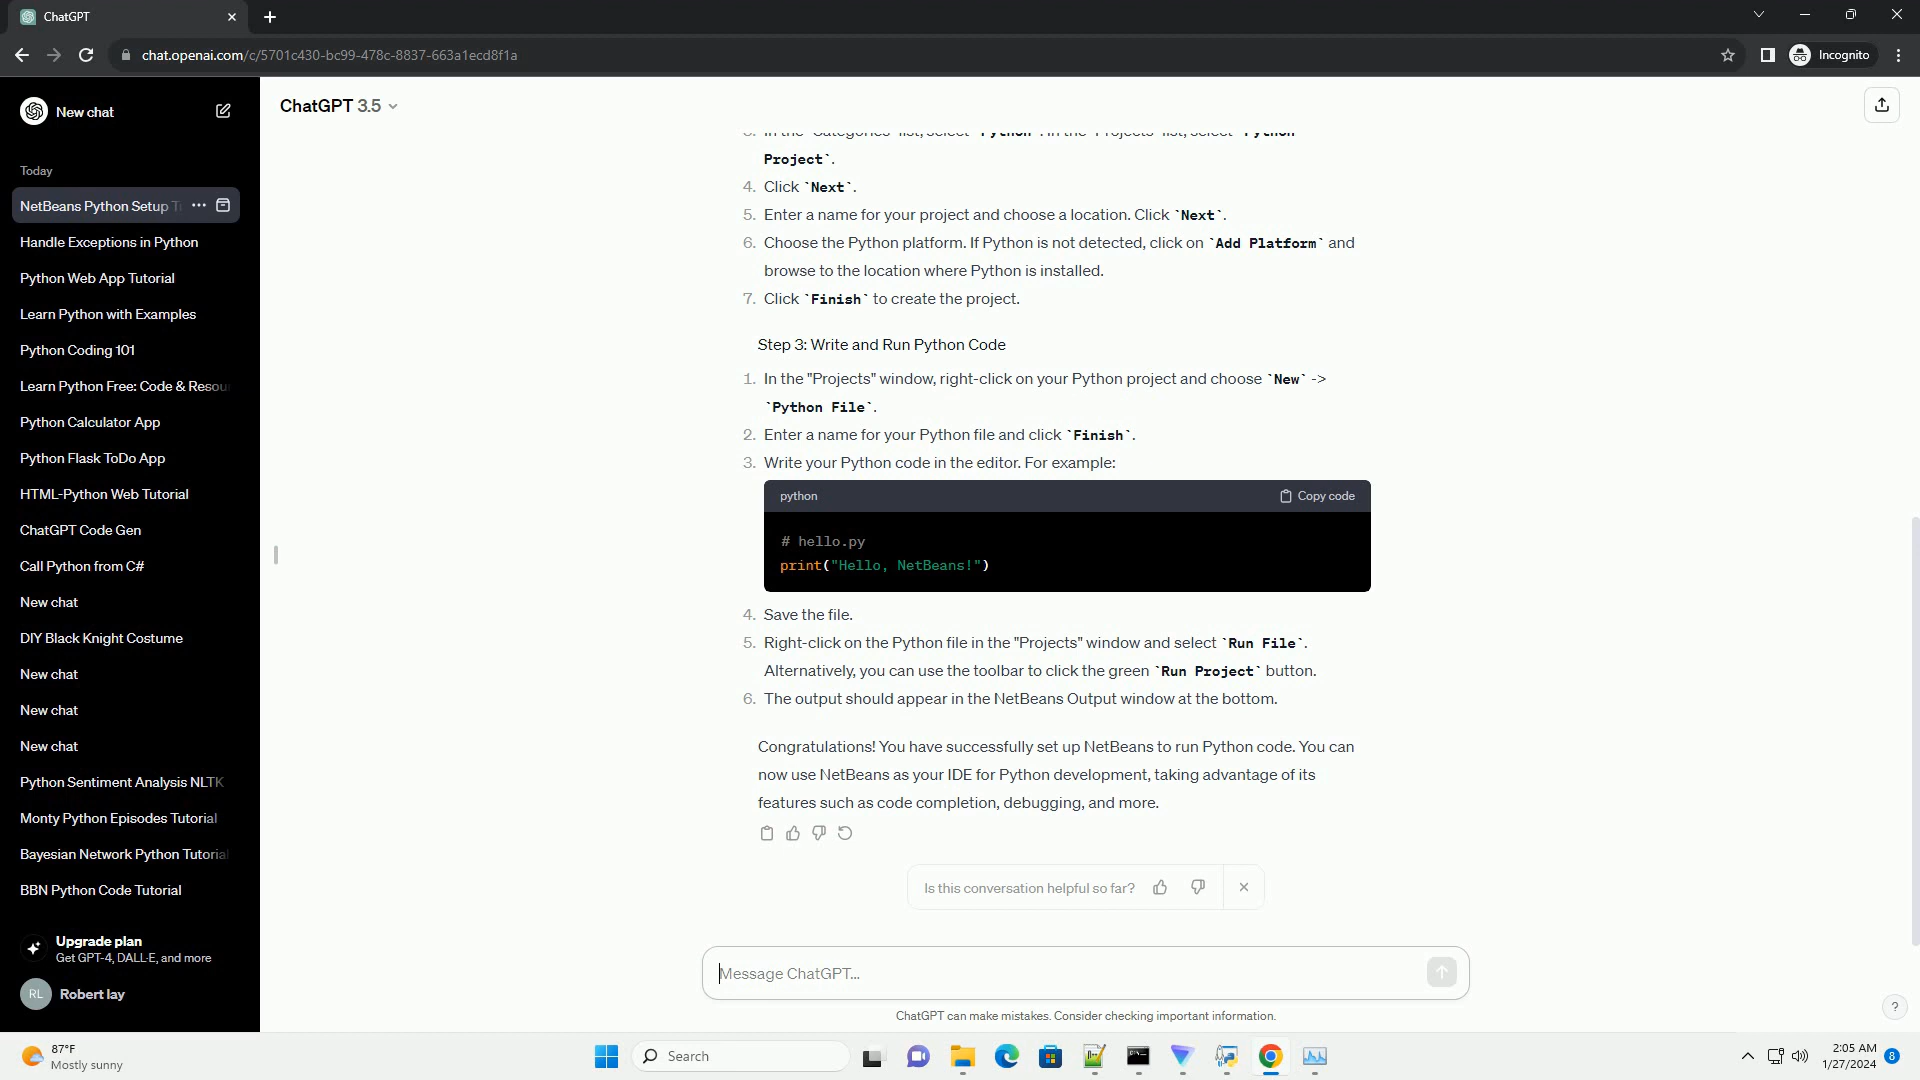 ChatGPT
chat.openai.com/c/5701c430-bc99-478c-8837-663a1ecd8f1a
Incognito
New chat
ChatGPT 3.5
Today
NetBeans Python Setup T
Handle Exceptions in Python
Python Web App Tutorial
Learn Python with Examples
Python Coding 101
Learn Python Free: Code & Resou
Python Calculator App
Python Flask ToDo App
HTML-Python Web Tutorial
ChatGPT Code Gen
Call Python from C#
New chat
DIY Black Knight Costume
New chat
New chat
New chat
Python Sentiment Analysis NLTK
Monty Python Episodes Tutorial
Bayesian Network Python Tutorial
BBN Python Code Tutorial
Upgrade plan
Get GPT-4, DALL·E, and more
RL
Robert lay
3. In the "Categories" list, select `Python`. In the "Projects" list, select `Python
Project`.
4. Click `Next`.
5. Enter a name for your project and choose a location. Click `Next`.
6. Choose the Python platform. If Python is not detected, click on `Add Platform` and
browse to the location where Python is installed.
7. Click `Finish` to create the project.
Step 3: Write and Run Python Code
1. In the "Projects" window, right-click on your Python project and choose `New` ->
`Python File`.
2. Enter a name for your Python file and click `Finish`.
3. Write your Python code in the editor. For example:
python
Copy code
# hello.py
print("Hello, NetBeans!")
4. Save the file.
5. Right-click on the Python file in the "Projects" window and select `Run File`.
Alternatively, you can use the toolbar to click the green `Run Project` button.
6. The output should appear in the NetBeans Output window at the bottom.
Congratulations! You have successfully set up NetBeans to run Python code. You can
now use NetBeans as your IDE for Python development, taking advantage of its
features such as code completion, debugging, and more.
Is this conversation helpful so far?
Message ChatGPT...
ChatGPT can make mistakes. Consider checking important information.
?
87°F
Mostly sunny
Search
2:05 AM
1/27/2024
8